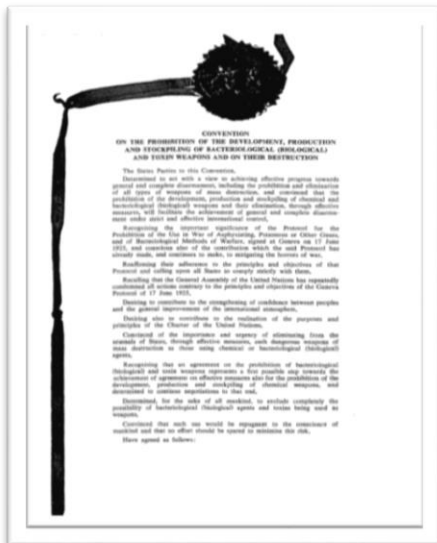 CONVENTION
ON THE PROHIBITION OF THE DEVELOPMENT, PRODUCTION
AND STOCKPILING OF BACTERIOLOGICAL (BIOLOGICAL)
AND TOXIN WEAPONS AND ON THEIR DESTRUCTION
The States Parties to this Convention,
Determined to act with a view to achieving effective progress towards
general and complete disarmament, including the prohibition and elimination
of all types of weapons of mass destruction, and convinced that the
prohibition of the development, production and stockpiling of chemical and
bacteriological (biological) weapons and their elimination, through effective
measures, will facilitate the achievement of general and complete disarma-
ment under strict and effective international control,
Recognizing the important significance of the Protocol for the
Prohibition of the Use in War of Asphyxiating, Poisonous or Other Gases,
and of Bacteriological Methods of Warfare, signed at Geneva on 17 June
1925, and conscious also of the contribution which the said Protocol has
already made, and continues to make, to mitigating the horrors of war,
Reaffirming their adherence to the principles and objectives of that
Protocol and calling upon all States to comply strictly with them,
Recalling that the General Assembly of the United Nations has repeatedly
condemned all actions contrary to the principles and objectives of the Geneva
Protocol of 17 June 1925,
Desiring to contribute to the strengthening of confidence between peoples
and the general improvement of the international atmosphere,
Desiring also to contribute to the realization of the purposes and
principles of the Charter of the United Nations,
Convinced of the importance and urgency of eliminating from the
arsenals of States, through effective measures, such dangerous weapons of
mass destruction as those using chemical or bacteriological (biological)
agents,
Recognizing that an agreement on the prohibition of bacteriological
(biological) and toxin weapons represents a first possible step towards the
achievement of agreement on effective measures also for the prohibition of the
development, production and stockpiling of chemical weapons, and
determined to continue negotiations to that end,
Determined, for the sake of all mankind, to exclude completely the
possibility of bacteriological (biological) agents and toxins being used as
weapons,
Convinced that such use would be repugnant to the conscience of
mankind and that no effort should be spared to minimize this risk,
Have agreed as follows: